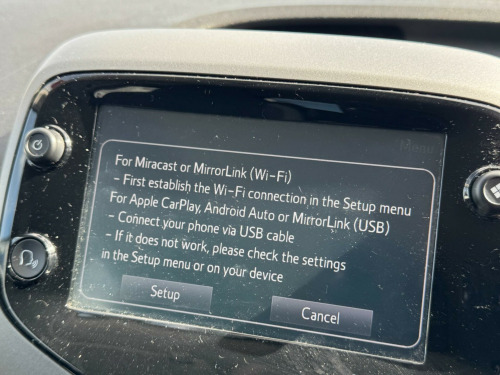 Menu
For Miracast or MirrorLink (Wi-Fi)
- First establish the Wi-Fi connection in the Setup menu
For Apple CarPlay, Android Auto or MirrorLink (USB)
- Connect your phone via USB cable
- If it does not work, please check the settings
in the Setup menu or on your device
Setup
Cancel